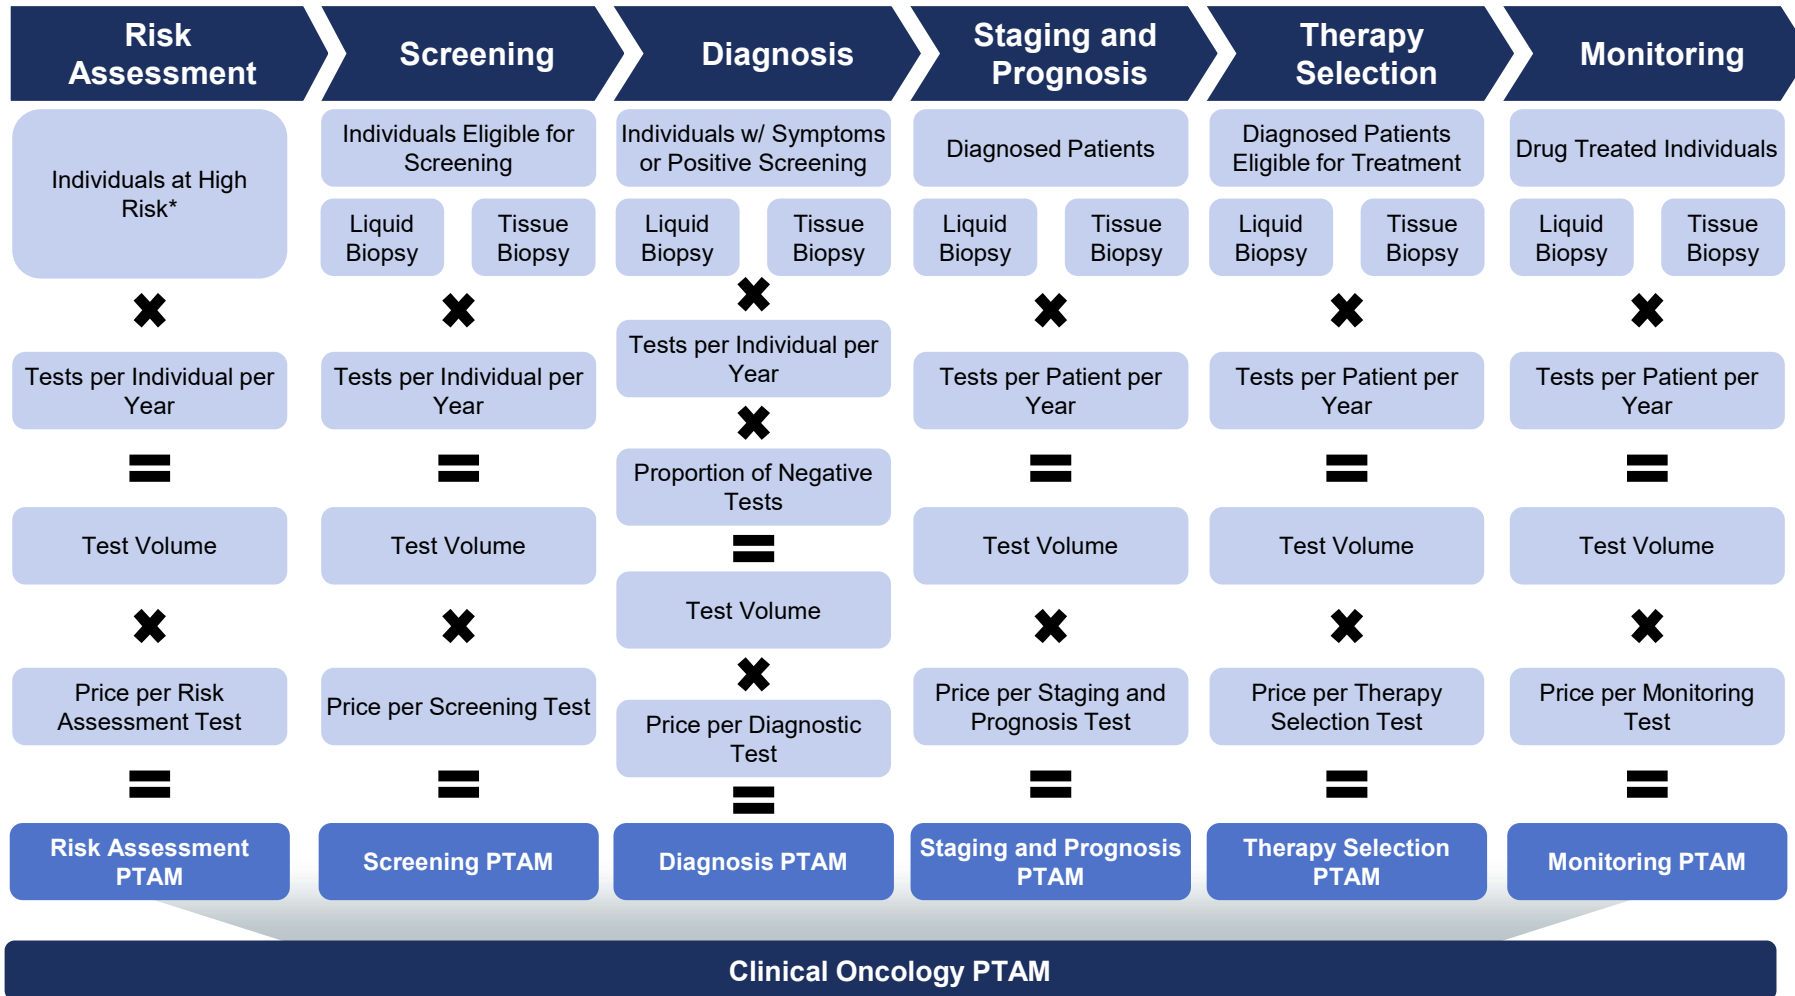 Risk
Assessment
Screening
Diagnosis
Staging and
Prognosis
Therapy
Selection
Monitoring
Individuals at High
Risk*
Tests per Individual per
Year
Test Volume
Price per Risk
Assessment Test
Risk Assessment
PTAM
Individuals Eligible for
Screening
Liquid
Biopsy
Tissue
Biopsy
Tests per Individual per
Year
Test Volume
Price per Screening Test
Screening PTAM
Individuals w/ Symptoms
or Positive Screening
Liquid
Biopsy
Tissue
Biopsy
Tests per Individual per
Year
Proportion of Negative
Tests
Test Volume
Price per Diagnostic
Test
Diagnosis PTAM
Diagnosed Patients
Liquid
Biopsy
Tissue
Biopsy
Tests per Patient per
Year
Test Volume
Price per Staging and
Prognosis Test
Staging and Prognosis
PTAM
Diagnosed Patients
Eligible for Treatment
Liquid
Biopsy
Tissue
Biopsy
Tests per Patient per
Year
Test Volume
Price per Therapy
Selection Test
Therapy Selection
PTAM
Drug Treated Individuals
Liquid
Biopsy
Tissue
Biopsy
Tests per Patient per
Year
Test Volume
Price per Monitoring
Test
Monitoring PTAM
Clinical Oncology PTAM